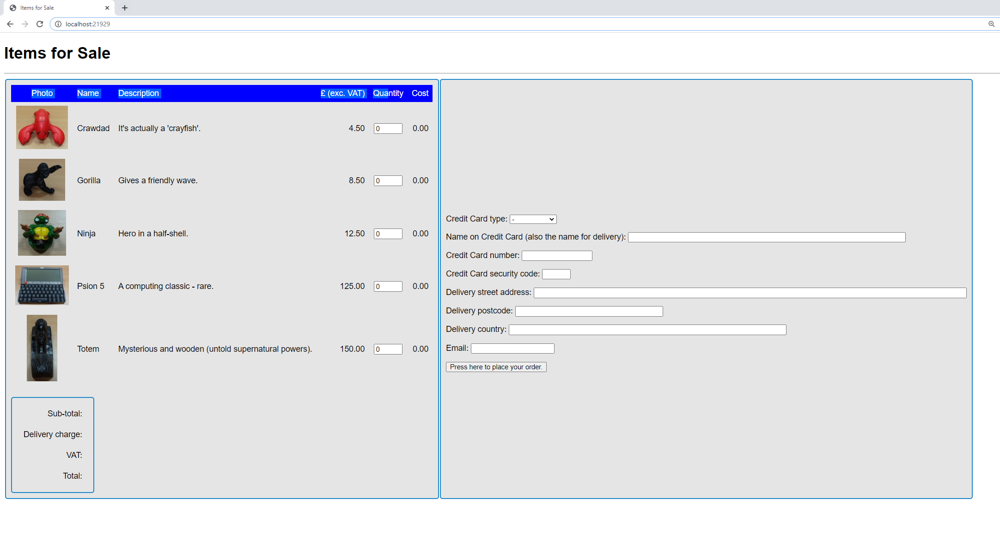 Items for Sale
localhost:21929
Items for Sale
Photo Name Description £ (exc. VAT) Quantity Cost
Crawdad It's actually a 'crayfish'. 4.50 0 0.00
Gorilla Gives a friendly wave. 8.50 0 0.00
Ninja Hero in a half-shell. 12.50 0 0.00
Psion 5 A computing classic - rare. 125.00 0 0.00
Totem Mysterious and wooden (untold supernatural powers). 150.00 0 0.00
Sub-total:
Delivery charge:
VAT:
Total:
Credit Card type: -
Name on Credit Card (also the name for delivery):
Credit Card number:
Credit Card security code:
Delivery street address:
Delivery postcode:
Delivery country:
Email:
Press here to place your order.